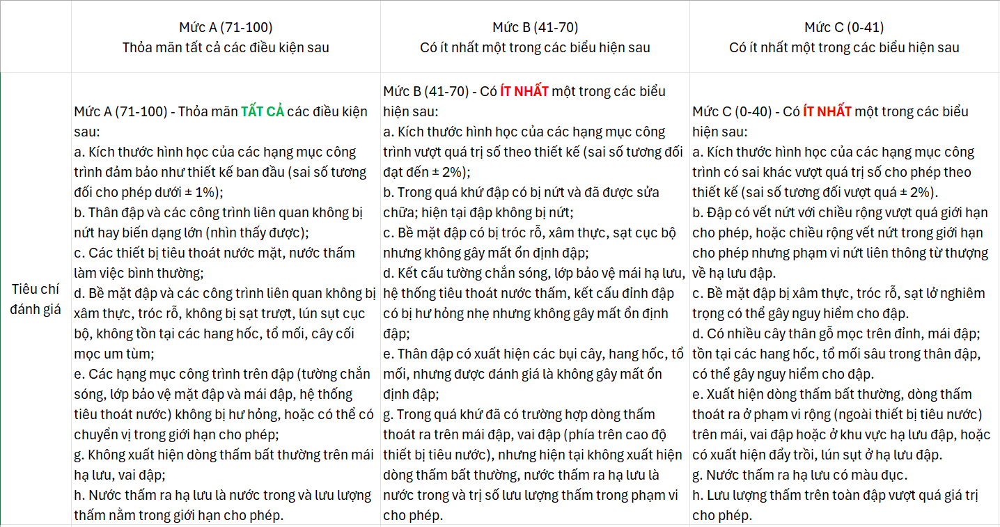 Mức A (71-100)
Thỏa mãn tất cả các điều kiện sau
Mức B (41-70)
Có ít nhất một trong các biểu hiện sau
Mức C (0-41)
Có ít nhất một trong các biểu hiện sau
Tiêu chí
đánh giá
Mức A (71-100) - Thỏa mãn TẤT CẢ các điều kiện
sau:
a. Kích thước hình học của các hạng mục công
trình đảm bảo như thiết kế ban đầu (sai số tương
đối cho phép dưới ± 1%);
b. Thân đập và các công trình liên quan không bị
nứt hay biến dạng lớn (nhìn thấy được);
c. Các thiết bị tiêu thoát nước mặt, nước thấm
làm việc bình thường;
d. Bề mặt đập và các công trình liên quan không bị
xâm thực, tróc rỗ, không bị sạt trượt, lún sụt cục
bộ, không tồn tại các hang hốc, tổ mối, cây cối
mọc um tùm;
e. Các hạng mục công trình trên đập (tường chắn
sóng, lớp bảo vệ mặt đập và mái đập, hệ thống
tiêu thoát nước) không bị hư hỏng, hoặc có thể có
chuyển vị trong giới hạn cho phép;
g. Không xuất hiện dòng thấm bất thường trên mái
hạ lưu, vai đập;
h. Nước thấm ra hạ lưu là nước trong và lưu lượng
thấm nằm trong giới hạn cho phép.
Mức B (41-70) - Có ÍT NHẤT một trong các biểu
hiện sau:
a. Kích thước hình học của các hạng mục công
trình vượt quá trị số theo thiết kế (sai số tương đối
đạt đến ± 2%);
b. Trong quá khứ đập có bị nứt và đã được sửa
chữa; hiện tại đập không bị nứt;
c. Bề mặt đập có bị tróc rỗ, xâm thực, sạt cục bộ
nhưng không gây mất ổn định đập;
d. Kết cấu tường chắn sóng, lớp bảo vệ mái hạ lưu,
hệ thống tiêu thoát nước thấm, kết cấu đỉnh đập
có bị hư hỏng nhẹ nhưng không gây mất ổn định
đập;
e. Thân đập có xuất hiện các bụi cây, hang hốc, tổ
mối, nhưng được đánh giá là không gây mất ổn
định đập;
g. Trong quá khứ đã có trường hợp dòng thấm
thoát ra trên mái đập, vai đập (phía trên cao độ
thiết bị tiêu nước), nhưng hiện tại không xuất hiện
dòng thấm bất thường, nước thấm ra hạ lưu là
nước trong và trị số lưu lượng thấm trong phạm vi
cho phép.
Mức C (0-40) - Có ÍT NHẤT một trong các biểu
hiện sau:
a. Kích thước hình học của các hạng mục công
trình có sai khác vượt quá trị số cho phép theo
thiết kế (sai số tương đối vượt quá ± 2%).
b. Đập có vết nứt với chiều rộng vượt quá giới hạn
cho phép, hoặc chiều rộng vết nứt trong giới hạn
cho phép nhưng phạm vi nứt liên thông từ thượng
về hạ lưu đập.
c. Bề mặt đập bị xâm thực, tróc rỗ, sạt lở nghiêm
trọng có thể gây nguy hiểm cho đập.
d. Có nhiều cây thân gỗ mọc trên đỉnh, mái đập;
tồn tại các hang hốc, tổ mối sâu trong thân đập,
có thể gây nguy hiểm cho đập.
e. Xuất hiện dòng thấm bất thường, dòng thấm
thoát ra ở phạm vi rộng (ngoài thiết bị tiêu nước)
trên mái, vai đập hoặc ở khu vực hạ lưu đập, hoặc
có xuất hiện đẩy trồi, lún sụt ở hạ lưu đập.
g. Nước thấm ra hạ lưu có màu đục.
h. Lưu lượng thấm trên toàn đập vượt quá giá trị
cho phép.